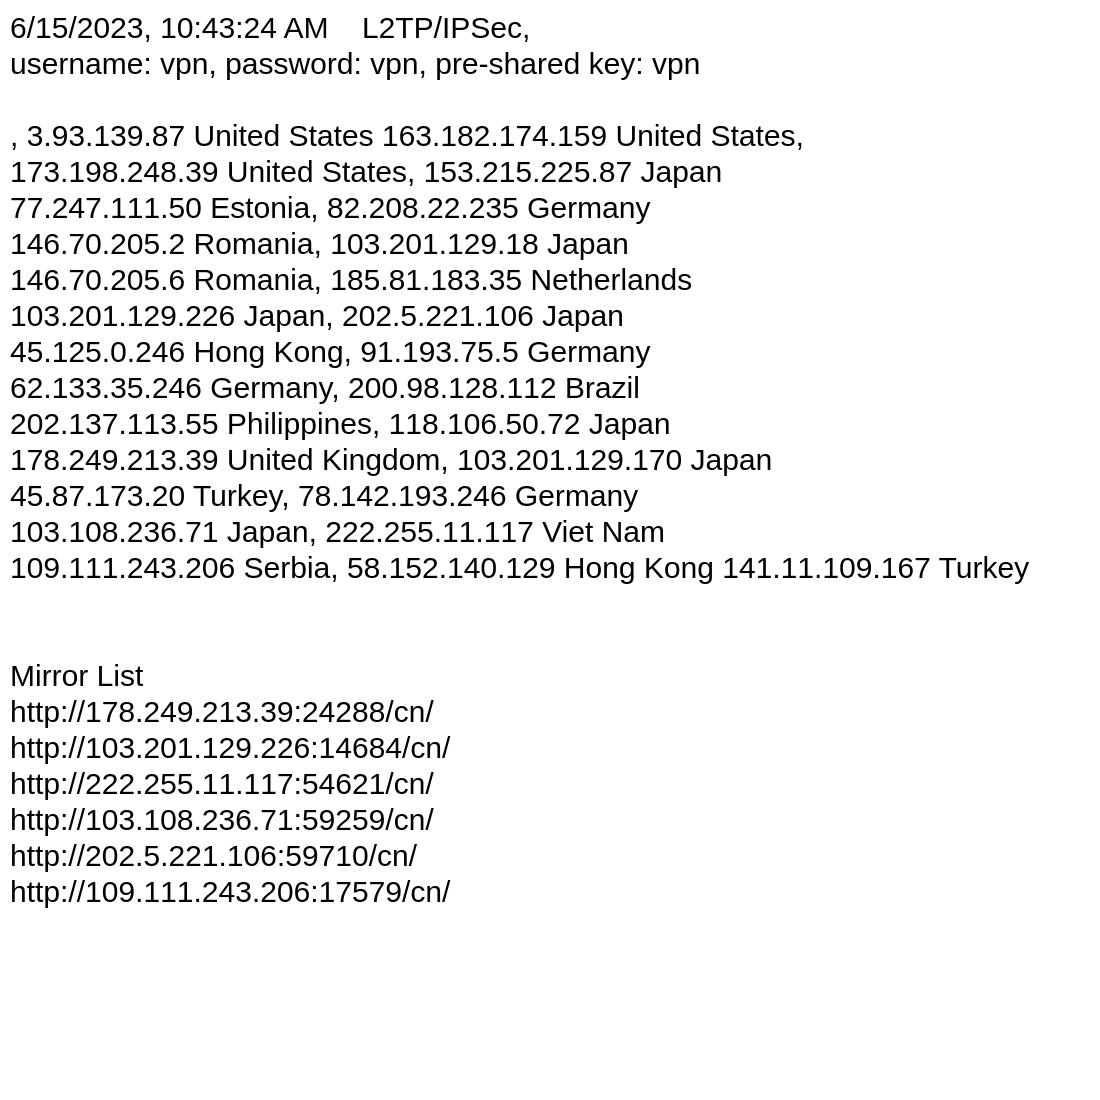 6/15/2023, 10:43:24 AM    L2TP/IPSec,
username: vpn, password: vpn, pre-shared key: vpn
, 3.93.139.87 United States 163.182.174.159 United States,
173.198.248.39 United States, 153.215.225.87 Japan
77.247.111.50 Estonia, 82.208.22.235 Germany
146.70.205.2 Romania, 103.201.129.18 Japan
146.70.205.6 Romania, 185.81.183.35 Netherlands
103.201.129.226 Japan, 202.5.221.106 Japan
45.125.0.246 Hong Kong, 91.193.75.5 Germany
62.133.35.246 Germany, 200.98.128.112 Brazil
202.137.113.55 Philippines, 118.106.50.72 Japan
178.249.213.39 United Kingdom, 103.201.129.170 Japan
45.87.173.20 Turkey, 78.142.193.246 Germany
103.108.236.71 Japan, 222.255.11.117 Viet Nam
109.111.243.206 Serbia, 58.152.140.129 Hong Kong 141.11.109.167 Turkey
Mirror List
http://178.249.213.39:24288/cn/
http://103.201.129.226:14684/cn/
http://222.255.11.117:54621/cn/
http://103.108.236.71:59259/cn/
http://202.5.221.106:59710/cn/
http://109.111.243.206:17579/cn/